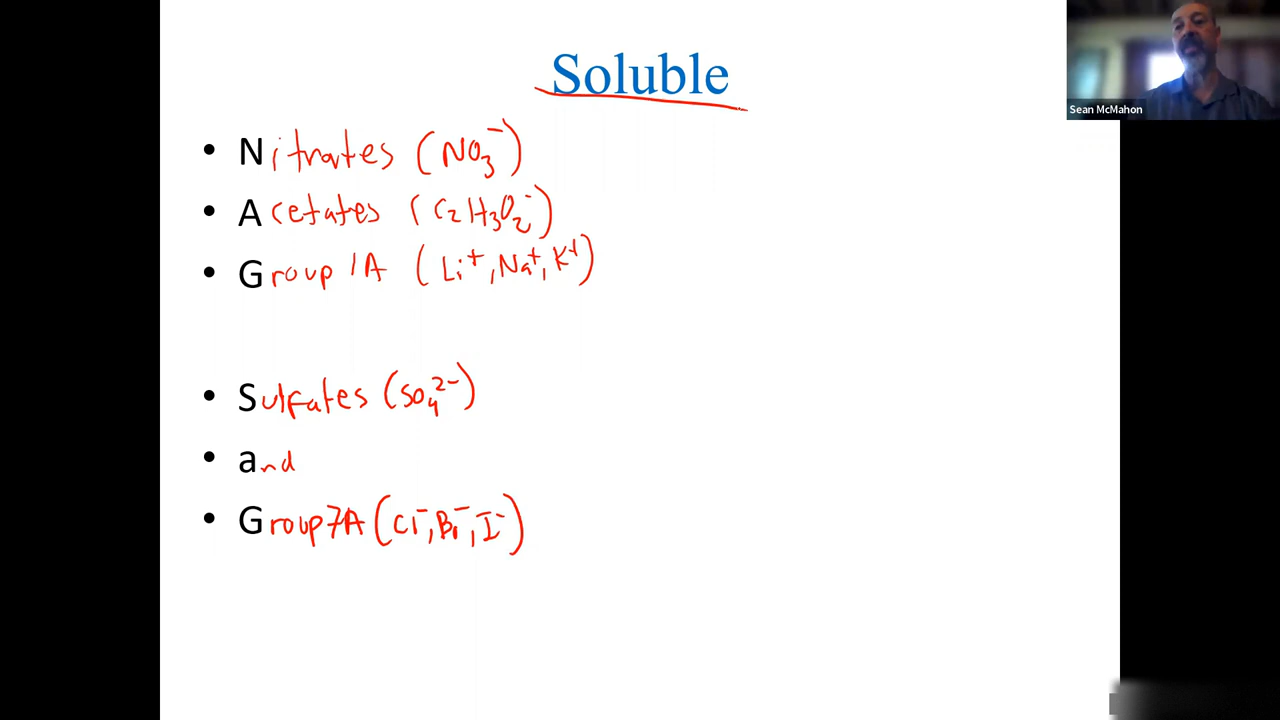 Soluble
Sean McMahon
• Nitrates (NO₃⁻)
• Acetates (C₂H₃O₂⁻)
• Group 1A (Li⁺, Na⁺, K⁺)
• Sulfates (SO₄²⁻)
• and
• Group 7A (Cl⁻, Br⁻, I⁻)